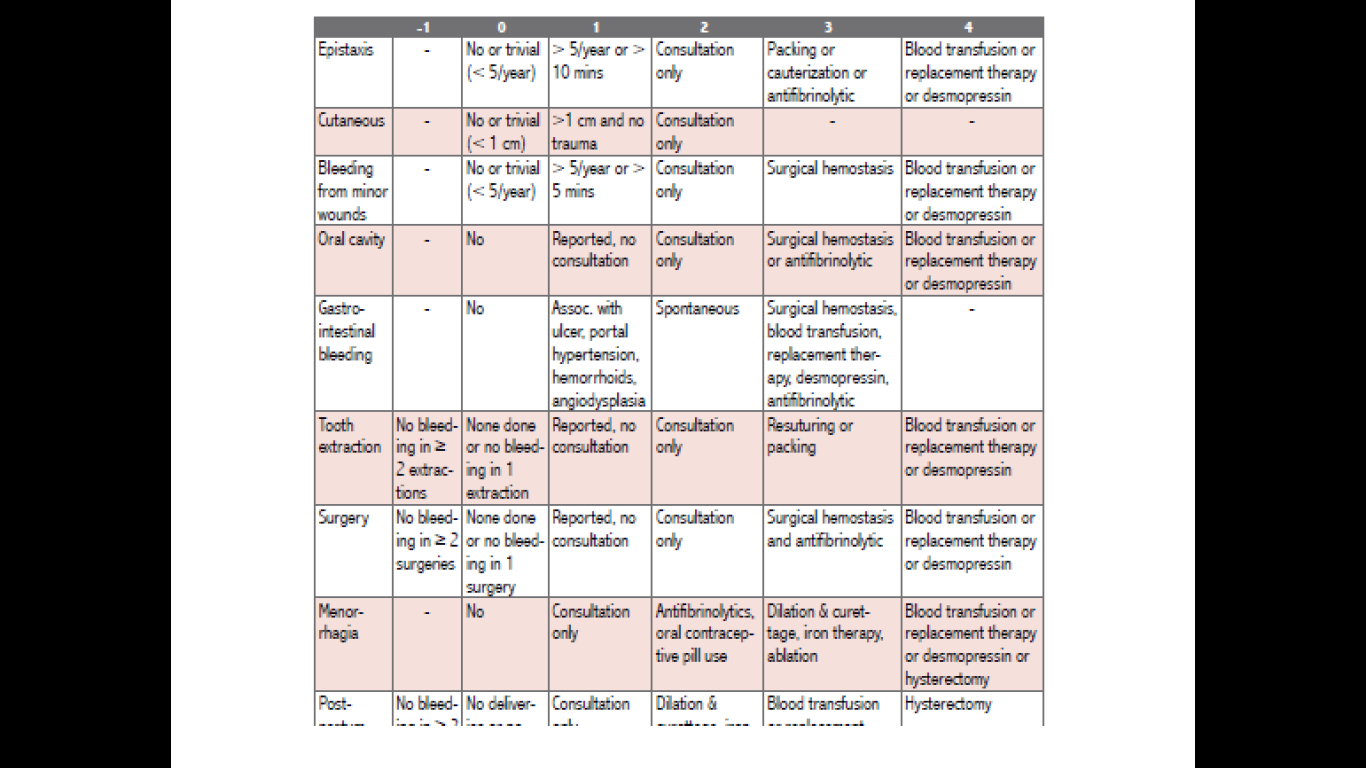 -1 0 1 2 3 4
Epistaxis - No or trivial > 5/year or > Consultation Packing or Blood transfusion or
(< 5/year) 10 mins only cauterization or replacement therapy
antifibrinolytic or desmopressin
Cutaneous - No or trivial >1 cm and no Consultation - -
(< 1 cm) trauma only
Bleeding - No or trivial > 5/year or > Consultation Surgical hemostasis Blood transfusion or
from minor (< 5/year) 5 mins only replacement therapy
wounds or desmopressin
Oral cavity - No Reported, no Consultation Surgical hemostasis Blood transfusion or
consultation only or antifibrinolytic replacement therapy
or desmopressin
Gastro- - No Assoc. with Spontaneous Surgical hemostasis, -
intestinal ulcer, portal blood transfusion,
bleeding hypertension, replacement ther-
hemorrhoids, apy, desmopressin,
angiodysplasia antifibrinolytic
Tooth No bleed- None done Reported, no Consultation Resuturing or Blood transfusion or
extraction ing in ≥ or no bleed- consultation only packing replacement therapy
2 extrac- ing in 1 or desmopressin
tions extraction
Surgery No bleed- None done Reported, no Consultation Surgical hemostasis Blood transfusion or
ing in ≥ 2 or no bleed- consultation only and antifibrinolytic replacement therapy
surgeries ing in 1 or desmopressin
surgery
Menor- - No Consultation Antifibrinolytics, Dilation & curet- Blood transfusion or
rhagia only oral contracep- tage, iron therapy, replacement therapy
tive pill use ablation or desmopressin or
hysterectomy
Post- No bleed- No deliver- Consultation Dilation & Blood transfusion Hysterectomy